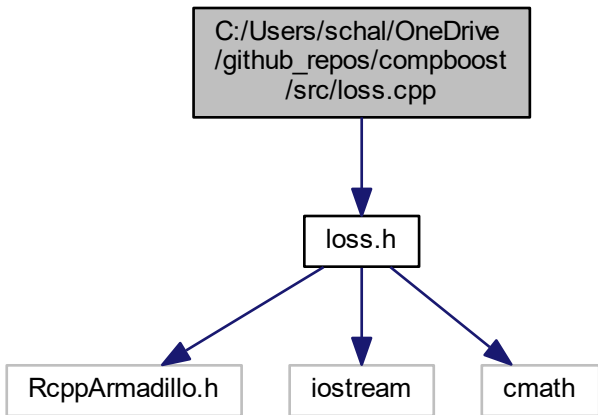 C:/Users/schal/OneDrive
/github_repos/compboost
/src/loss.cpp
loss.h
RcppArmadillo.h
iostream
cmath